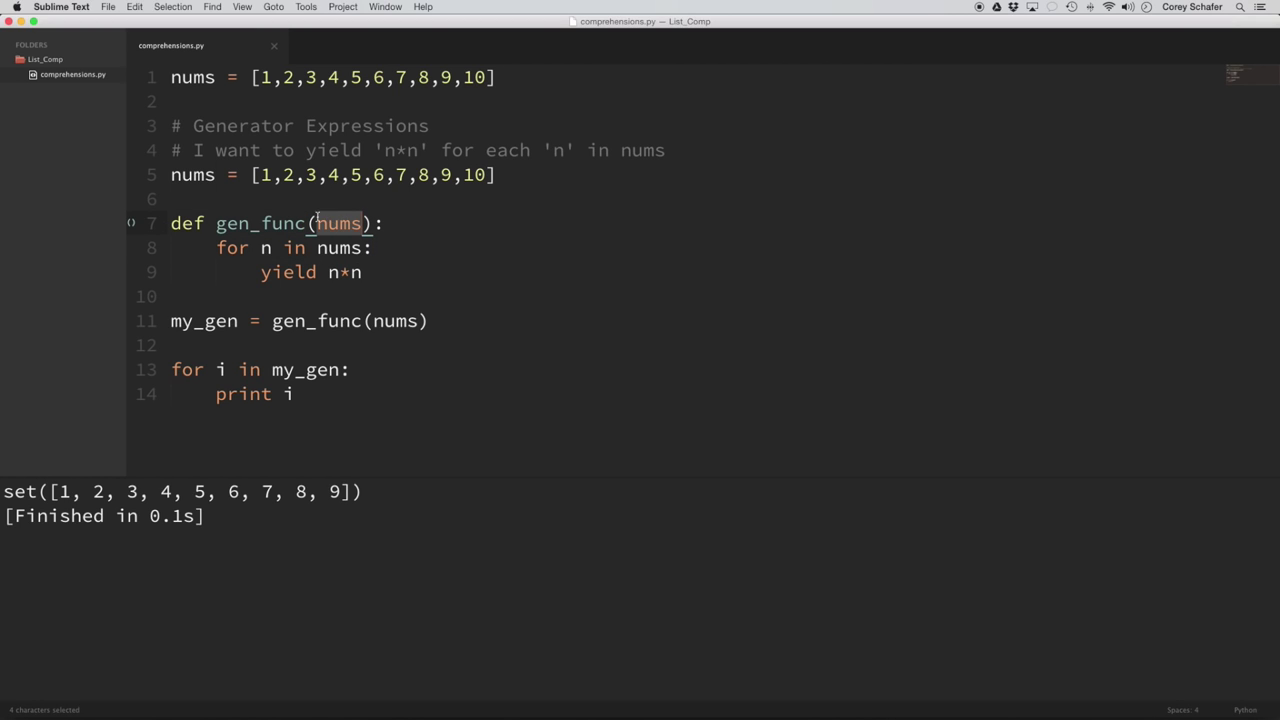 Sublime Text File Edit Selection Find View Goto Tools Project Window Help Corey Schafer
comprehensions.py — List_Comp
FOLDERS
List_Comp
comprehensions.py
comprehensions.py
1 nums = [1,2,3,4,5,6,7,8,9,10]
2
3 # Generator Expressions
4 # I want to yield 'n*n' for each 'n' in nums
5 nums = [1,2,3,4,5,6,7,8,9,10]
6
7 def gen_func(nums):
8 for n in nums:
9 yield n*n
10
11 my_gen = gen_func(nums)
12
13 for i in my_gen:
14 print i
set([1, 2, 3, 4, 5, 6, 7, 8, 9])
[Finished in 0.1s]
4 characters selected Spaces: 4 Python